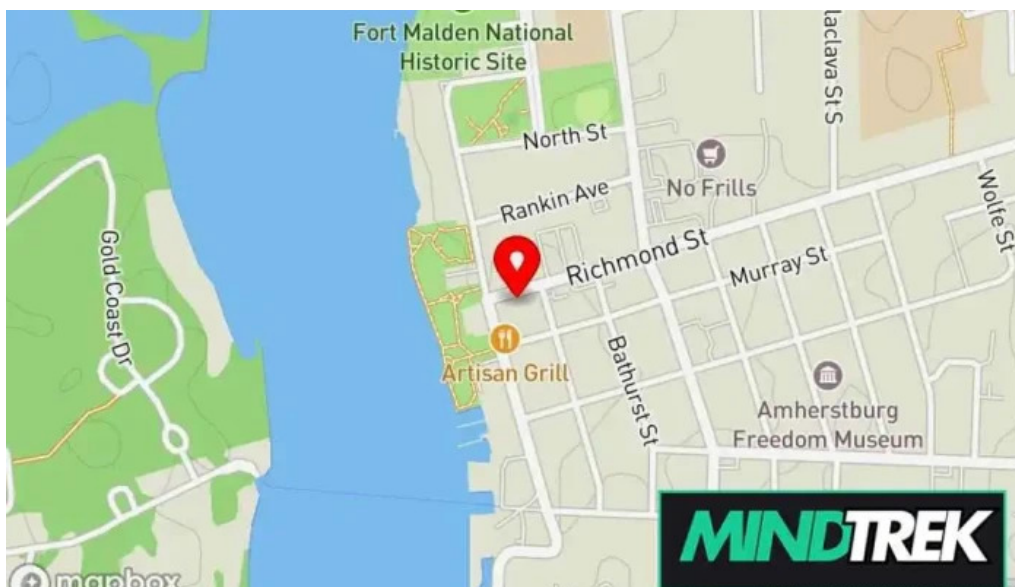 Fort Malden National
Historic Site
laclava St S
North St
No Frills
Rankin Ave
Wolfe St
Gold Coast Dr
Richmond St
Murray St
Artisan Grill
Bathurst St
Amherstburg
Freedom Museum
MINDTREK
mapbox